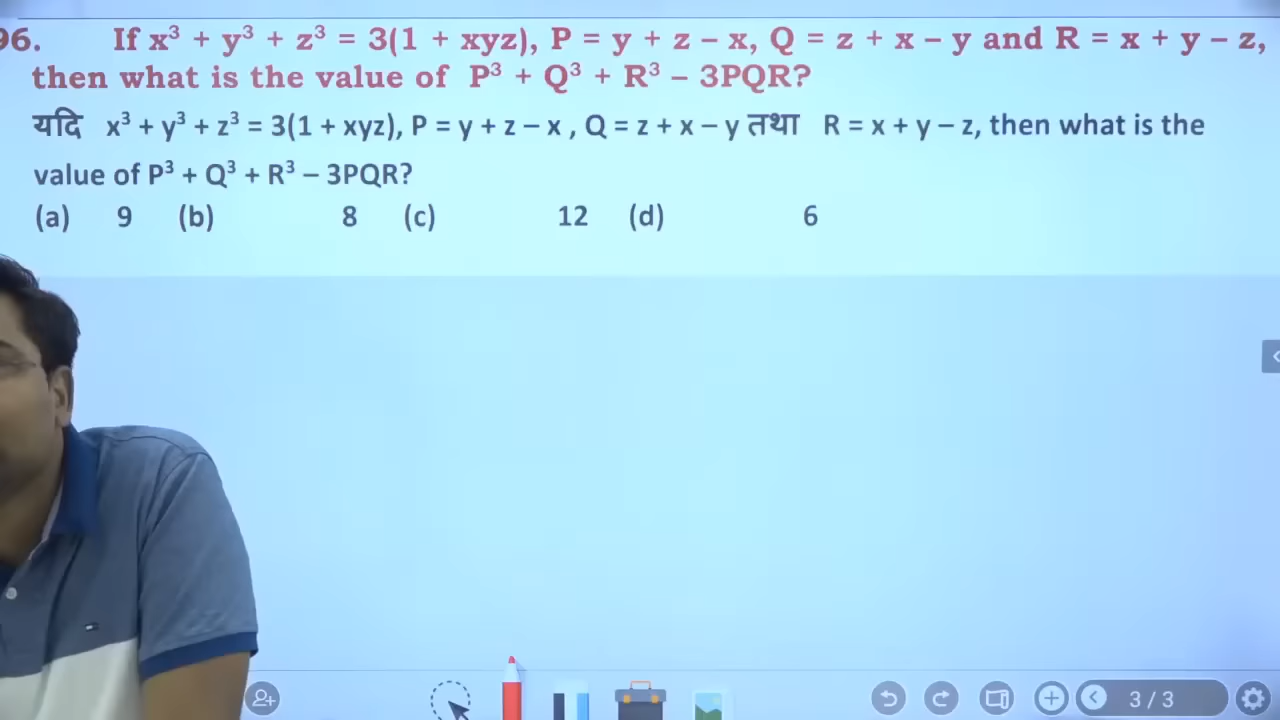 96. If x³ + y³ + z³ = 3(1 + xyz), P = y + z – x, Q = z + x – y and R = x + y – z,
then what is the value of P³ + Q³ + R³ – 3PQR?
यदि x³ + y³ + z³ = 3(1 + xyz), P = y + z – x , Q = z + x – y तथा R = x + y – z, then what is the
value of P³ + Q³ + R³ – 3PQR?
(a) 9 (b) 8 (c) 12 (d) 6
3 / 3